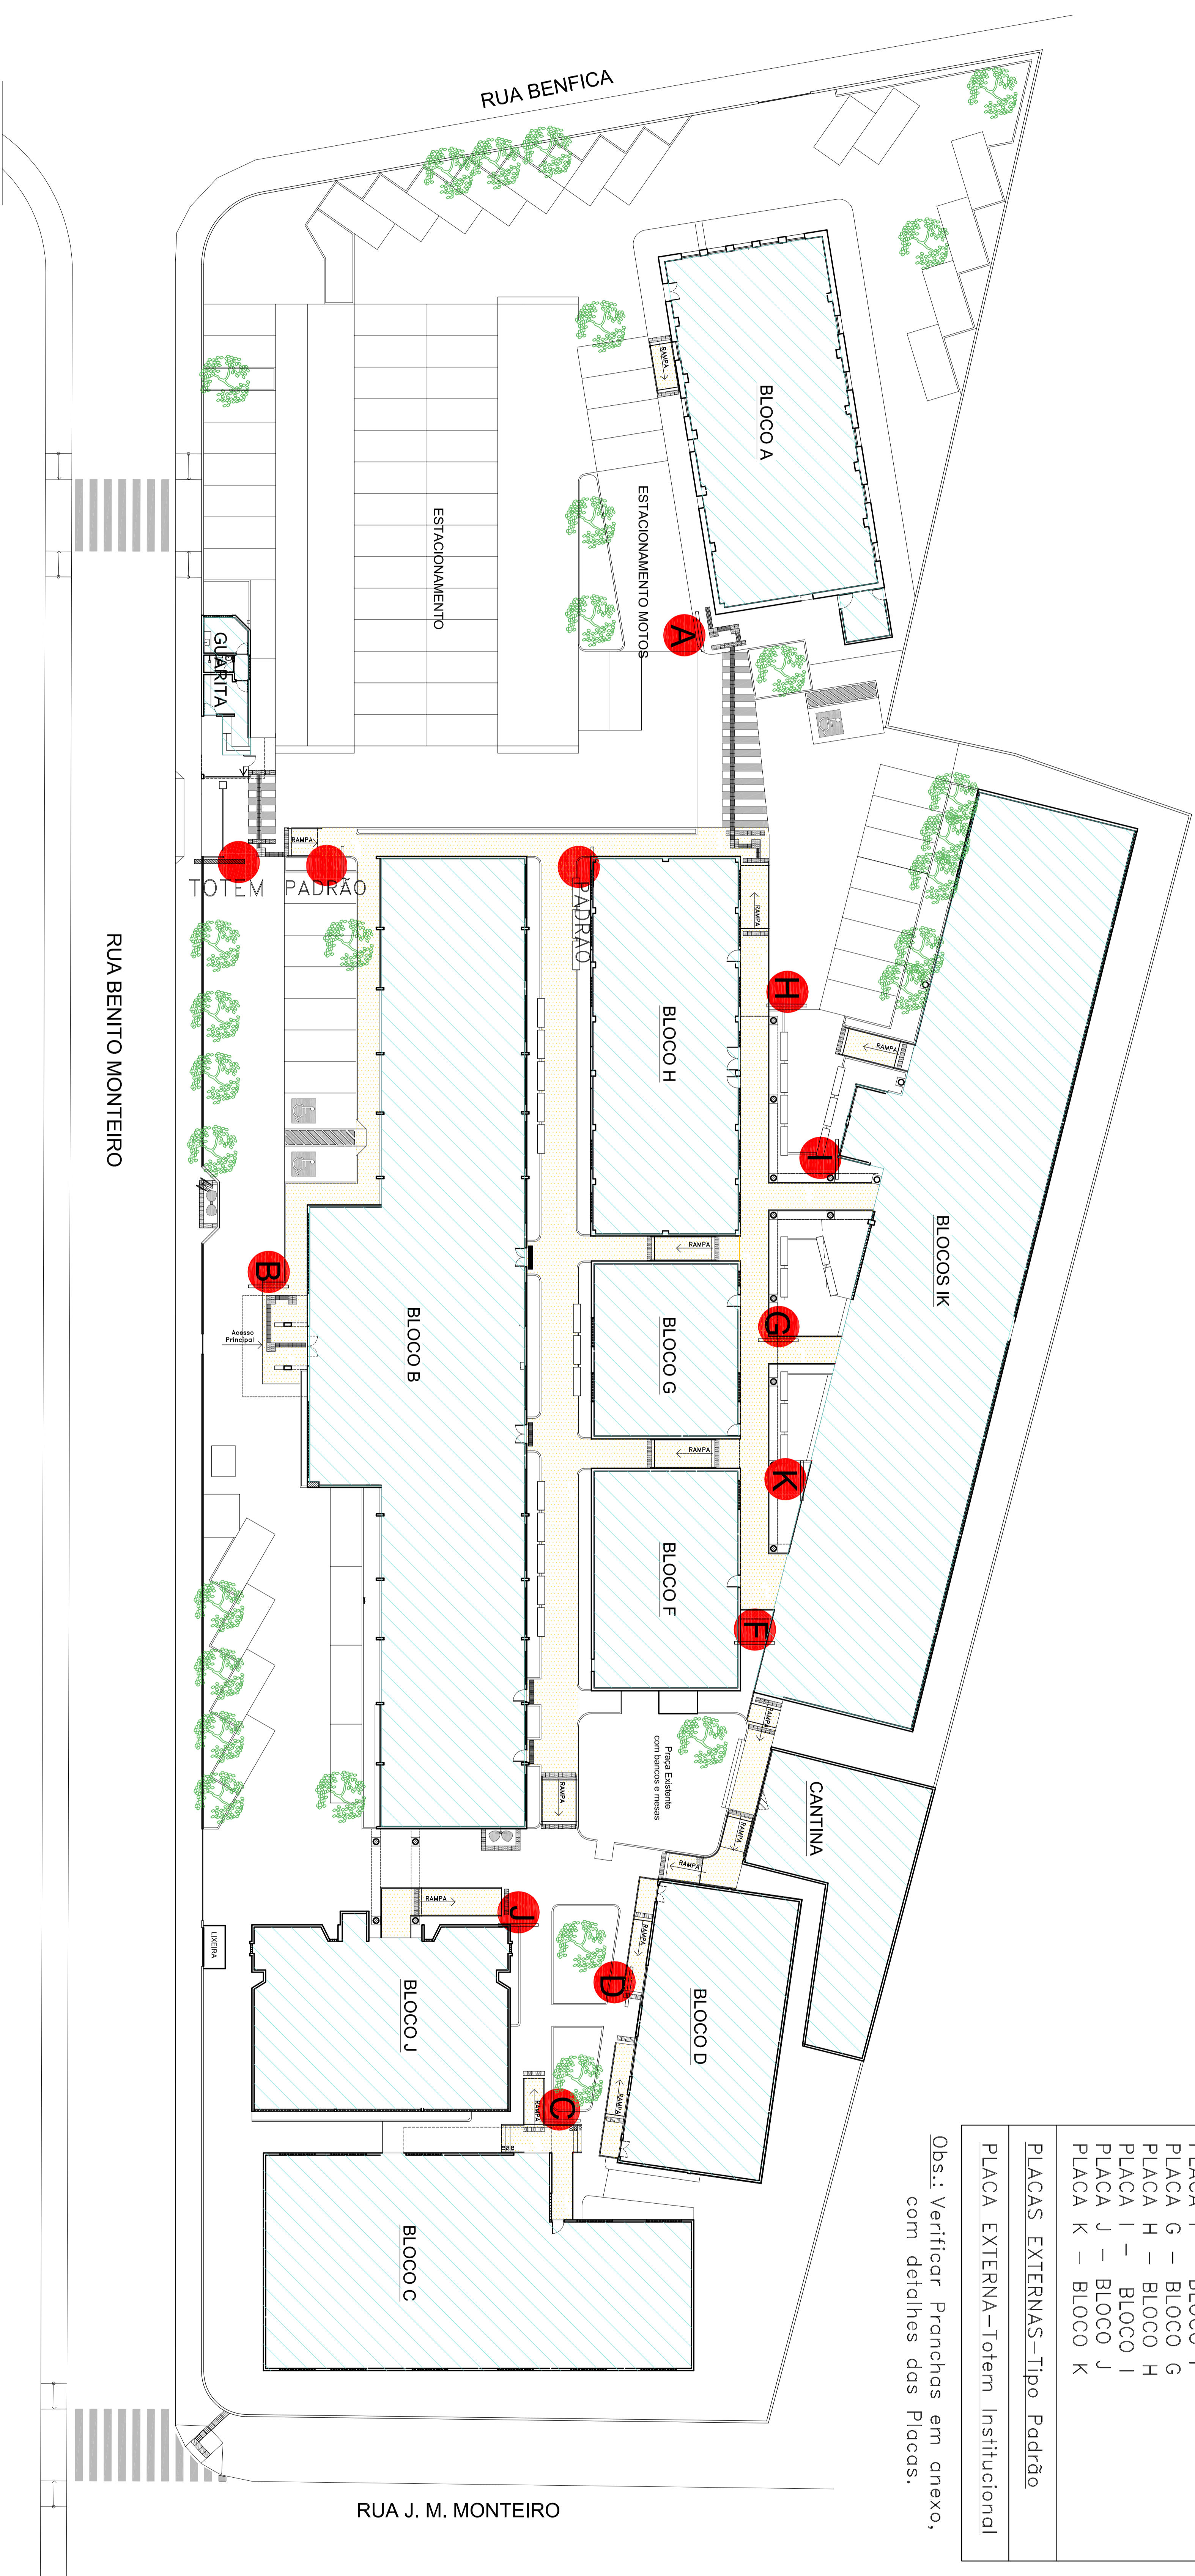 RUA BENFICA
BLOCO A
RAMPA
ESTACIONAMENTO MOTOS
ESTACIONAMENTO
A
GUARITA
RAMPA
TOTEM
PADRÃO
PADRÃO
RUA BENITO MONTEIRO
RAMPA
H
BLOCO H
RAMPA
I
BLOCOS IK
RAMPA
B
Acesso
Principal
BLOCO B
BLOCO G
G
RAMPA
K
BLOCO F
F
RAMPA
Praça Existente
com bancos e mesas
RAMPA
CANTINA
RAMPA
RAMPA
RAMPA
J
RAMPA
D
BLOCO D
LIXEIRA
BLOCO J
RAMPA
RAMPA
C
BLOCO C
PLACA G - BLOCO G
PLACA H - BLOCO H
PLACA I - BLOCO I
PLACA J - BLOCO J
PLACA K - BLOCO K
PLACAS EXTERNAS-Tipo Padrão
PLACA EXTERNA-Totem Institucional
Obs.: Verificar Pranchas em anexo,
com detalhes das Placas.
RUA J. M. MONTEIRO